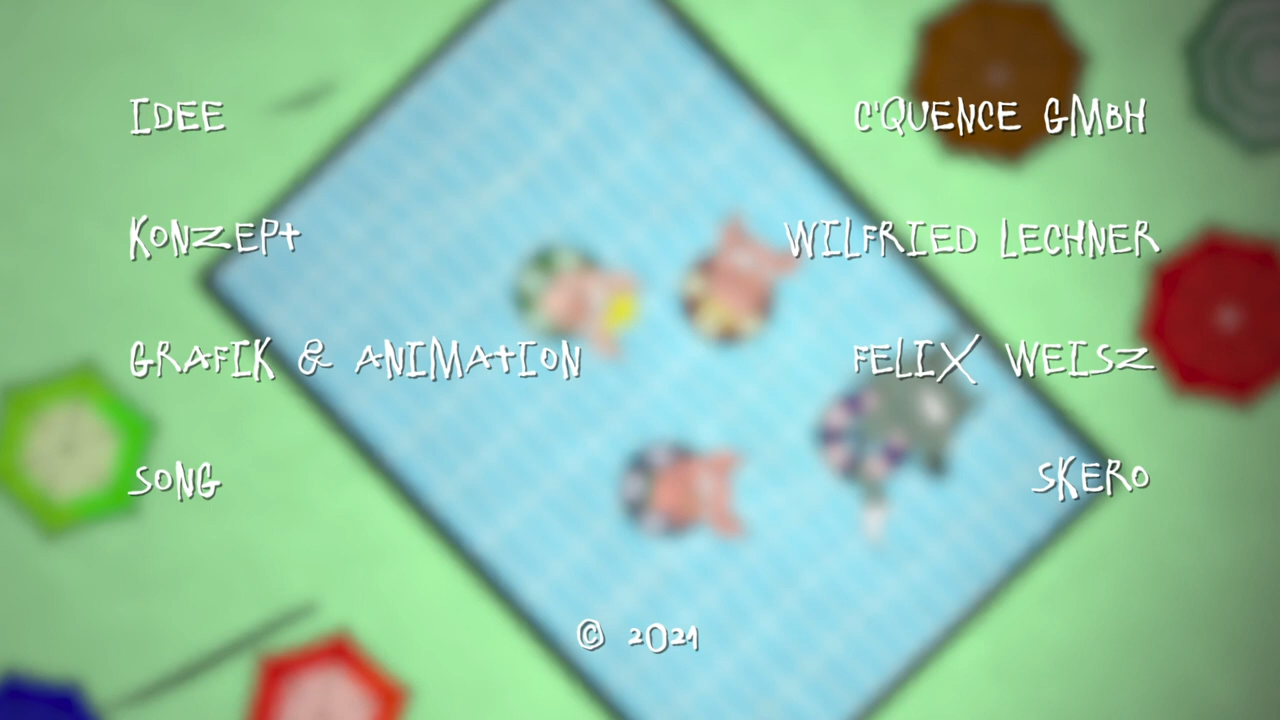 IDEE C'QUENCE GMBH
KONZEPT WILFRIED LECHNER
GRAFIK & ANIMATION FELIX WEISZ
SONG SKERO
© 2021